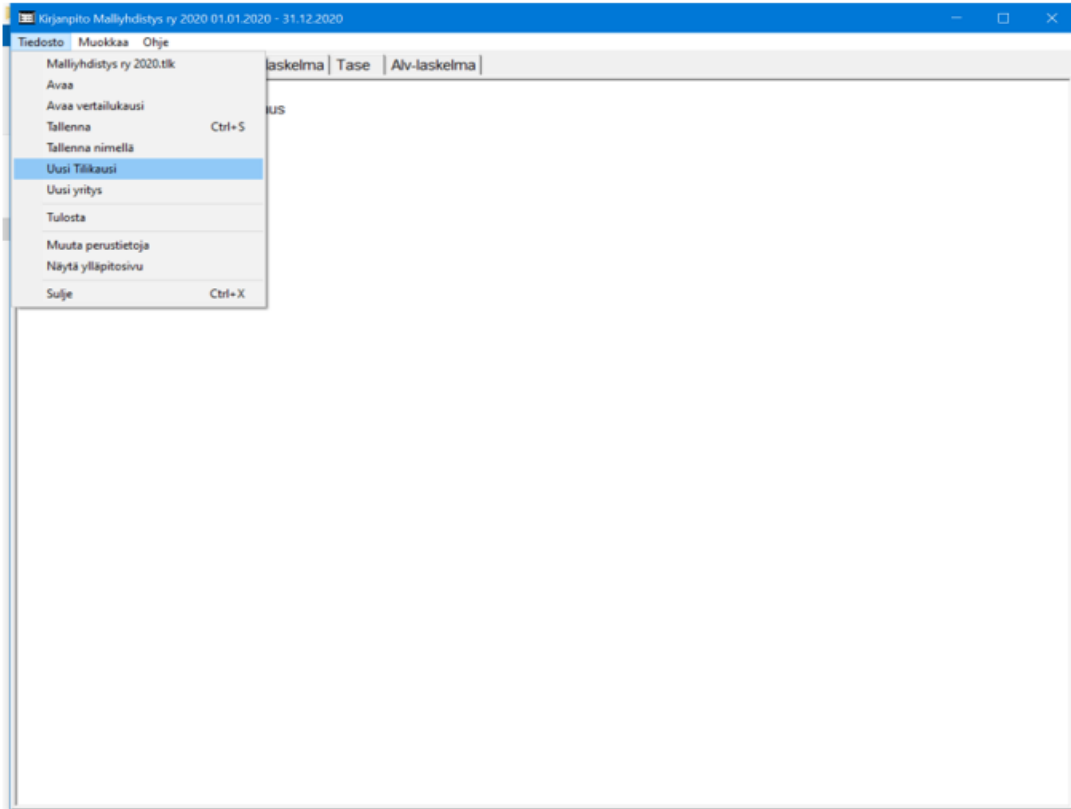 Kirjanpito Malliyhdistys ry 2020 01.01.2020 - 31.12.2020
Tiedosto Muokkaa Ohje
Malliyhdistys ry 2020.tlk
laskelma Tase Alv-laskelma
Avaa
Avaa vertailukausi
us
Tallenna Ctrl+S
Tallenna nimellä
Uusi Tilikausi
Uusi yritys
Tulosta
Muuta perustietoja
Näytä ylläpitosivu
Sulje Ctrl+X